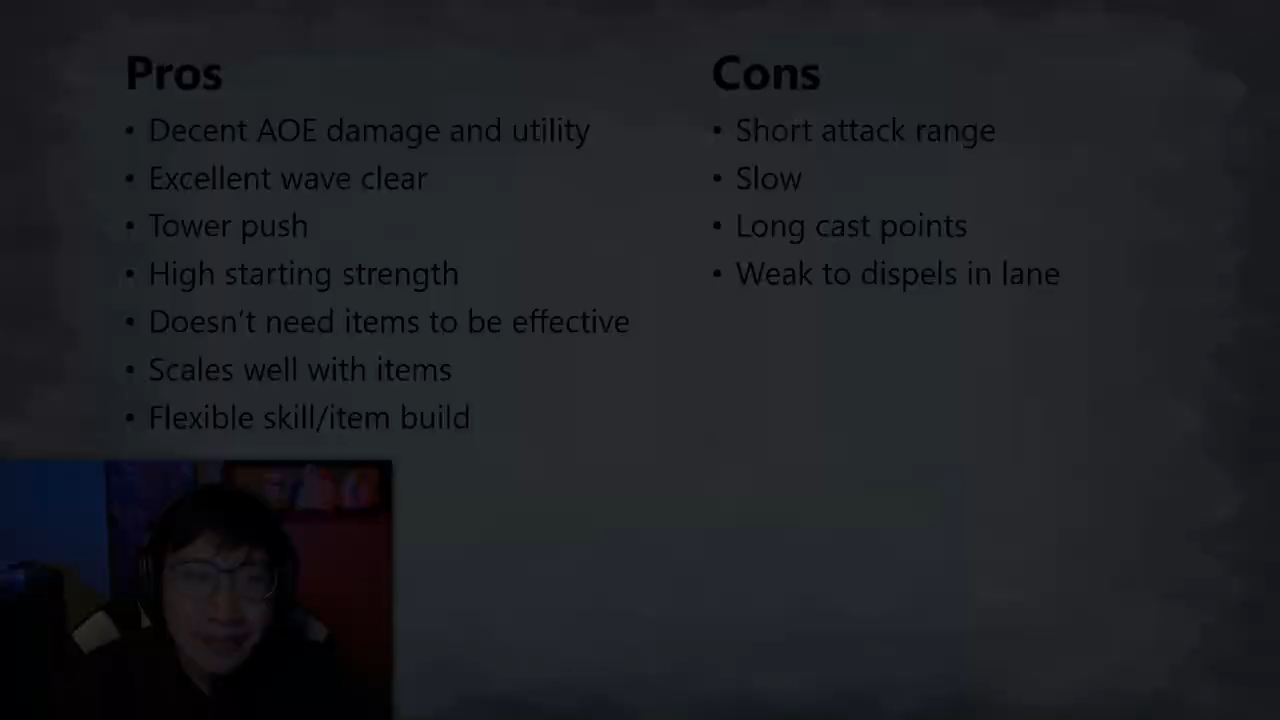 Pros
• Decent AOE damage and utility
• Excellent wave clear
• Tower push
• High starting strength
• Doesn't need items to be effective
• Scales well with items
• Flexible skill/item build
Cons
• Short attack range
• Slow
• Long cast points
• Weak to dispels in lane